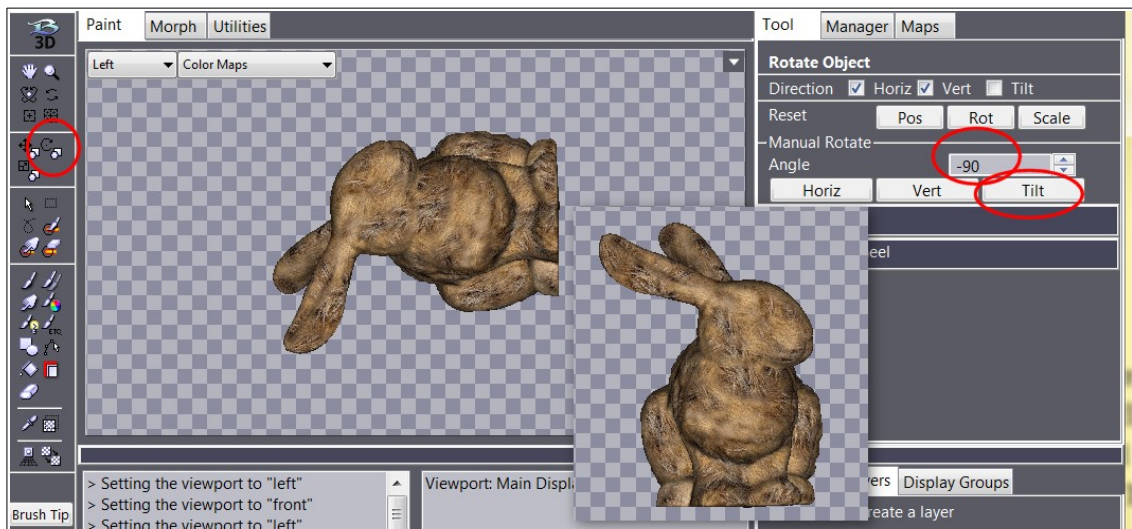 3D
Paint Morph Utilities
Tool Manager Maps
Left Color Maps
Rotate Object
Direction Horiz Vert Tilt
Reset Pos Rot Scale
Manual Rotate
Angle -90
Horiz Vert Tilt
eel
ETC.
> Setting the viewport to "left"
> Setting the viewport to "front"
> Setting the viewport to "left"
Viewport: Main Displ
ers Display Groups
reate a layer
Brush Tip